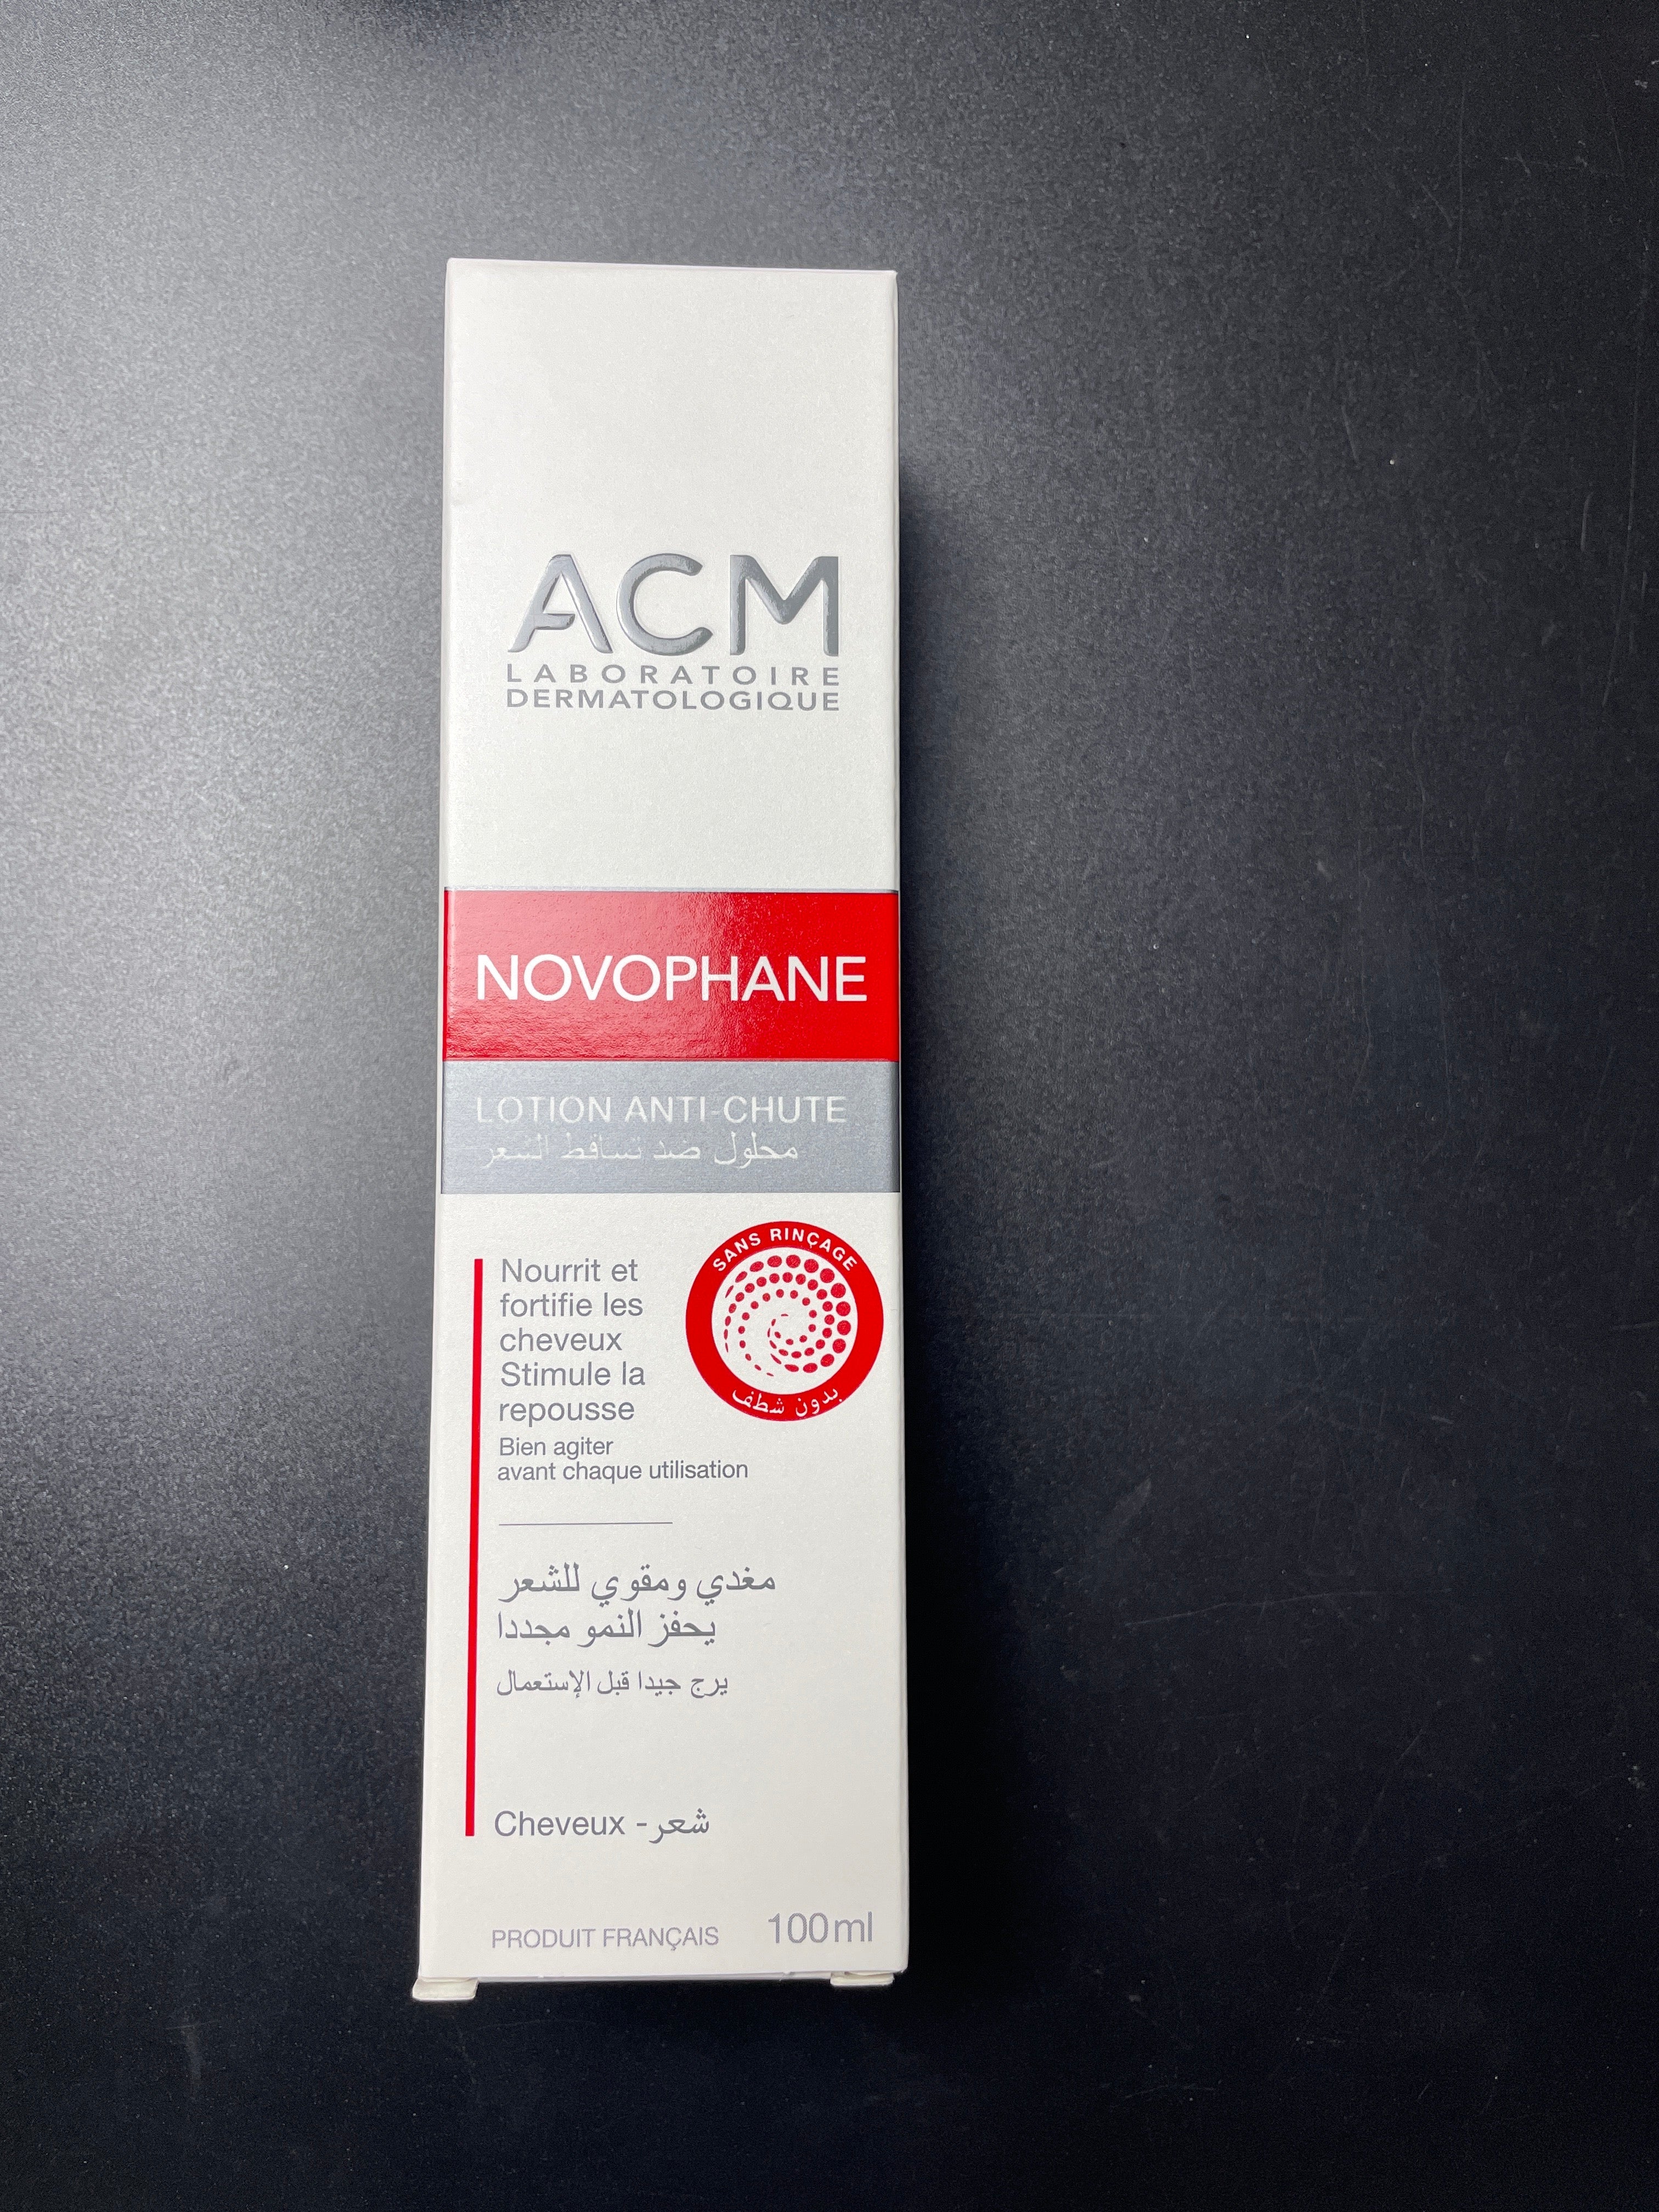 ACM
LABORATOIRE
DERMATOLOGIQUE
NOVOPHANE
LOTION ANTI-CHUTE
محلول ضد تساقط الشعر
SANS RINÇAGE
بدون شطف
Nourrit et
fortifie les
cheveux
Stimule la
repousse
Bien agiter
avant chaque utilisation
مغدي ومقوي للشعر
يحفز النمو مجددا
يرج جيدا قبل الإستعمال
Cheveux - شعر
PRODUIT FRANÇAIS 100ml